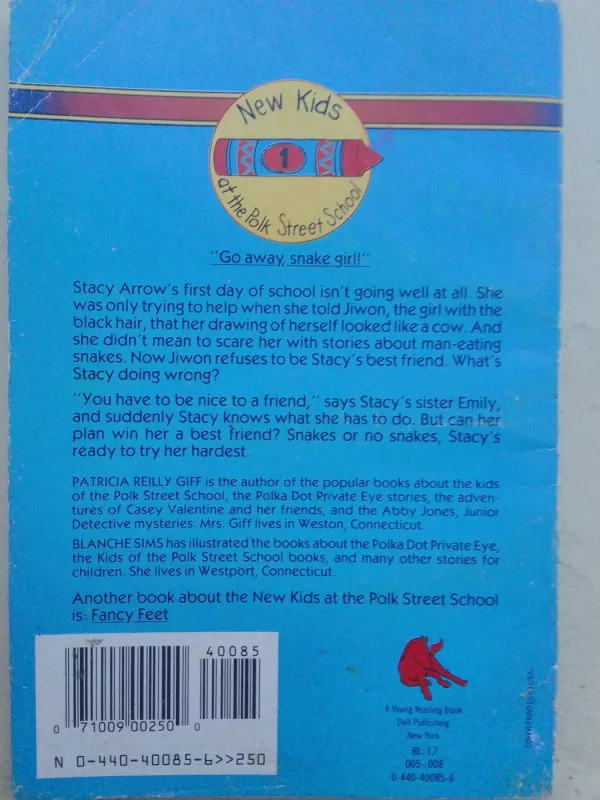 New Kids
1
at the Polk Street School
"Go away, snake girl!"
Stacy Arrow's first day of school isn't going well at all. She
was only trying to help when she told Jiwon, the girl with the
black hair, that her drawing of herself looked like a cow. And
she didn't mean to scare her with stories about man-eating
snakes. Now Jiwon refuses to be Stacy's best friend. What's
Stacy doing wrong?
"You have to be nice to a friend," says Stacy's sister Emily,
and suddenly Stacy knows what she has to do. But can her
plan win her a best friend? Snakes or no snakes, Stacy's
ready to try her hardest.
PATRICIA REILLY GIFF is the author of the popular books about the kids
of the Polk Street School, the Polka Dot Private Eye stories, the adven-
tures of Casey Valentine and her friends, and the Abby Jones, Junior
Detective mysteries. Mrs. Giff lives in Weston, Connecticut.
BLANCHE SIMS has illustrated the books about the Polka Dot Private Eye,
the Kids of the Polk Street School books, and many other stories for
children. She lives in Westport, Connecticut.
Another book about the New Kids at the Polk Street School
is: Fancy Feet
40085
0 71009 00250 0
N 0-440-40085-6>>250
A Young Yearling Book
Dell Publishing
New York
RL: 1.7
005-008
0-440-40085-6
COVER PRINTED IN USA